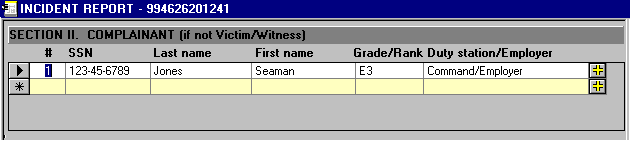 INCIDENT REPORT - 994626201241
SECTION II. COMPLAINANT (if not Victim/Witness)
# SSN Last name First name Grade/Rank Duty station/Employer
1 123-45-6789 Jones Seaman E3 Command/Employer